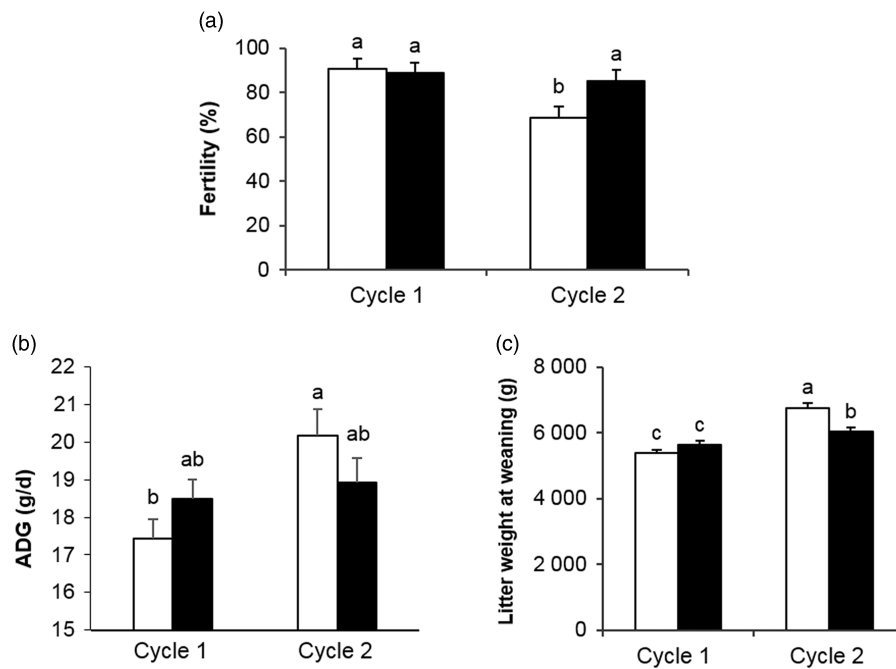 (a)
Fertility (%)
100
80
60
40
20
0
a
a
b
a
Cycle 1
Cycle 2
(b)
ADG (g/d)
22
21
20
19
18
17
16
15
b
ab
a
ab
Cycle 1
Cycle 2
(c)
Litter weight at weaning (g)
8 000
6 000
4 000
2 000
0
c
c
a
b
Cycle 1
Cycle 2